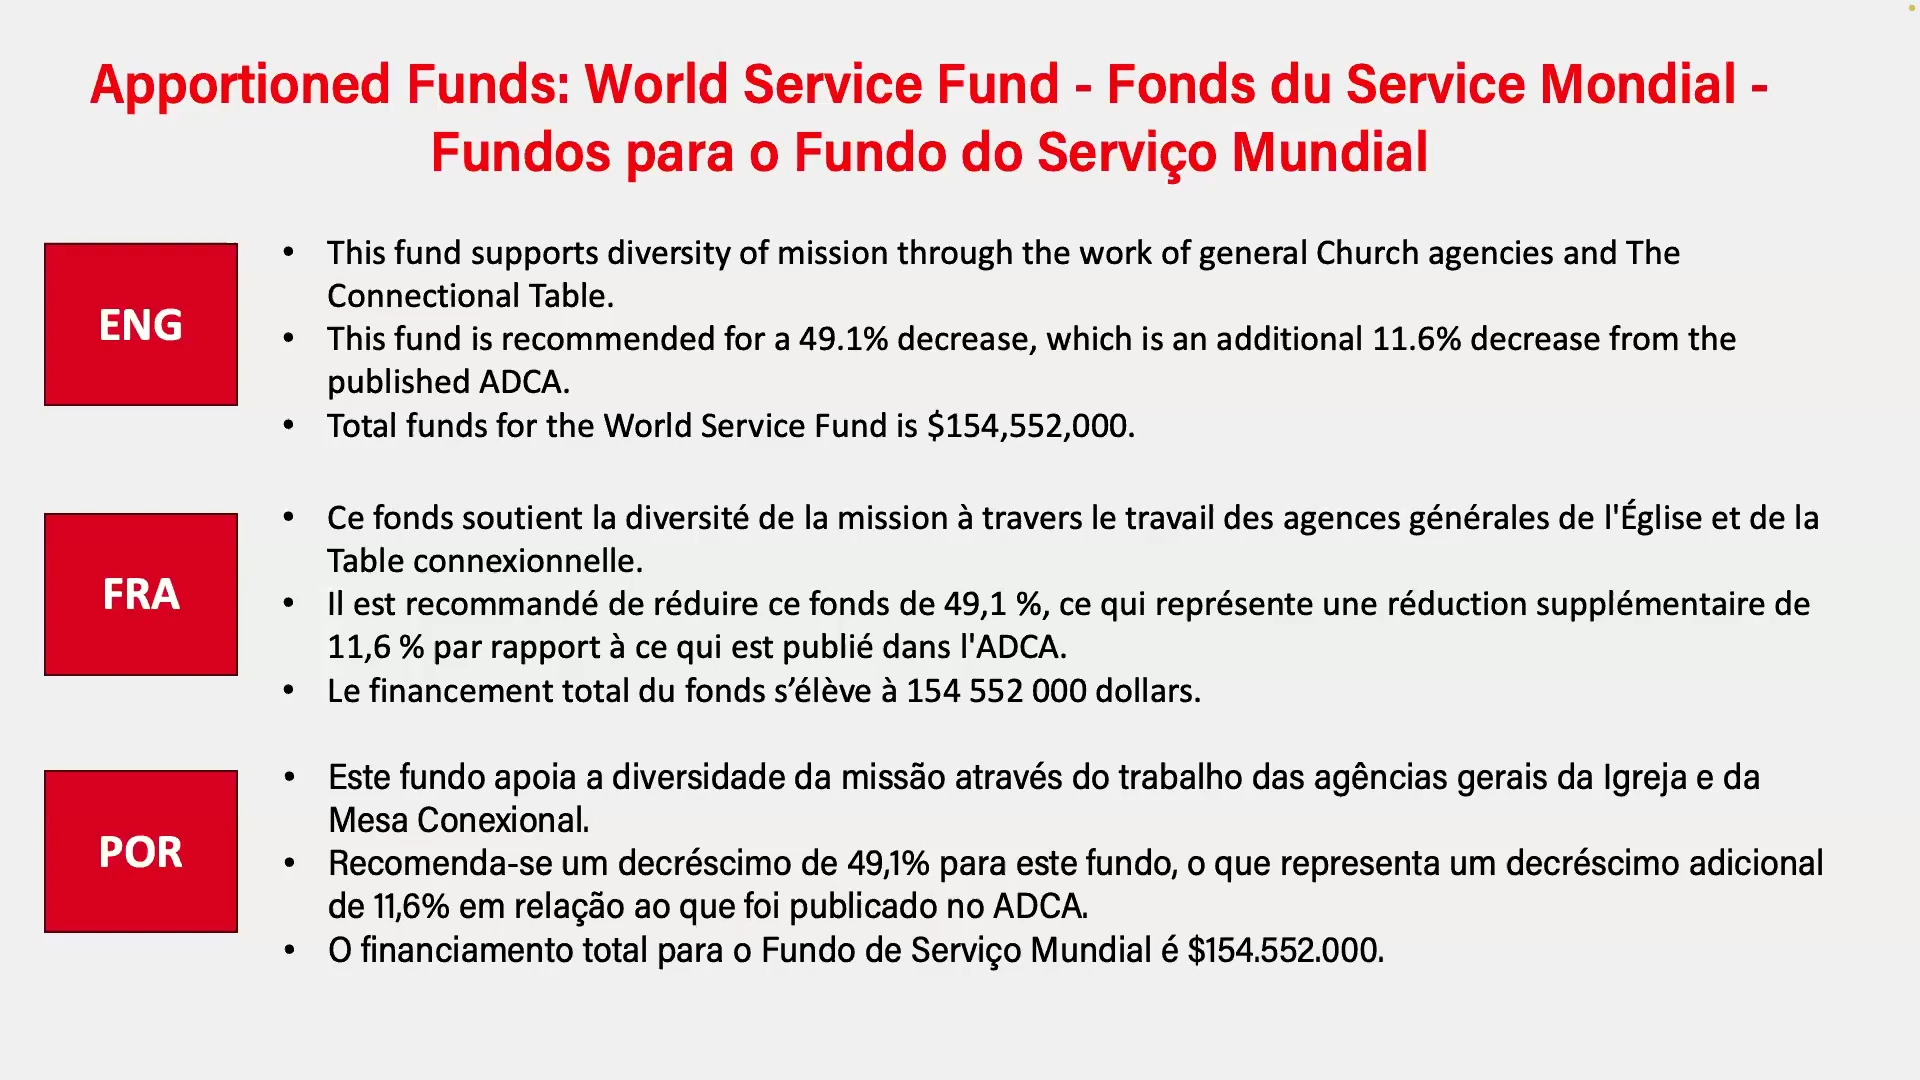 Apportioned Funds: World Service Fund - Fonds du Service Mondial -
Fundos para o Fundo do Serviço Mundial
ENG
• This fund supports diversity of mission through the work of general Church agencies and The
Connectional Table.
• This fund is recommended for a 49.1% decrease, which is an additional 11.6% decrease from the
published ADCA.
• Total funds for the World Service Fund is $154,552,000.
FRA
• Ce fonds soutient la diversité de la mission à travers le travail des agences générales de l'Église et de la
Table connexionnelle.
• Il est recommandé de réduire ce fonds de 49,1 %, ce qui représente une réduction supplémentaire de
11,6 % par rapport à ce qui est publié dans l'ADCA.
• Le financement total du fonds s’élève à 154 552 000 dollars.
POR
• Este fundo apoia a diversidade da missão através do trabalho das agências gerais da Igreja e da
Mesa Conexional.
• Recomenda-se um decréscimo de 49,1% para este fundo, o que representa um decréscimo adicional
de 11,6% em relação ao que foi publicado no ADCA.
• O financiamento total para o Fundo de Serviço Mundial é $154.552.000.